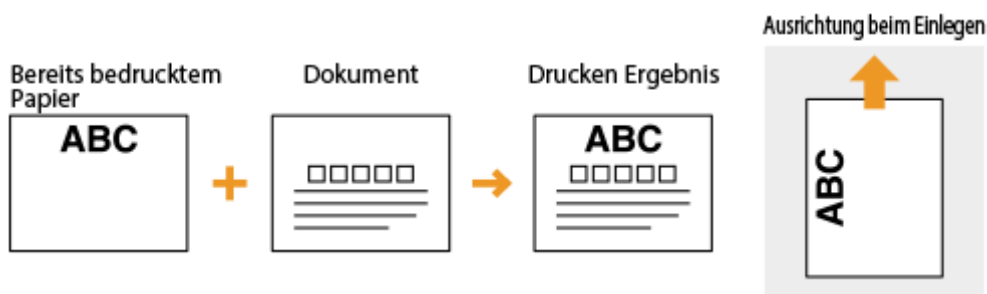 Ausrichtung beim Einlegen
Bereits bedrucktem
Papier
Dokument
Drucken Ergebnis
ABC
ABC
ABC